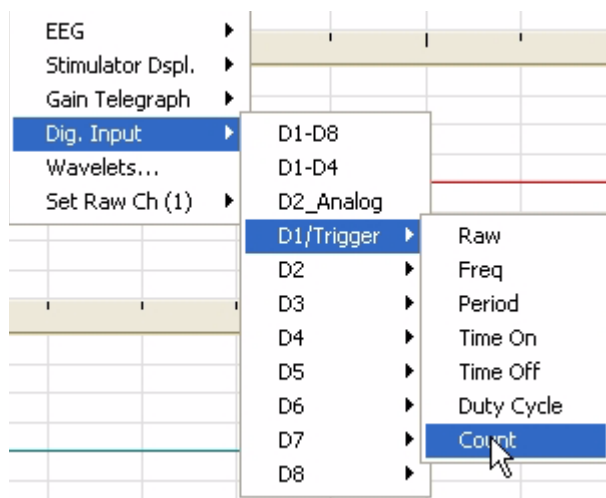 EEG
Stimulator Dspl.
Gain Telegraph
Dig. Input
Wavelets...
Set Raw Ch (1)
D1-D8
D1-D4
D2_Analog
D1/Trigger
D2
D3
D4
D5
D6
D7
D8
Raw
Freq
Period
Time On
Time Off
Duty Cycle
Count